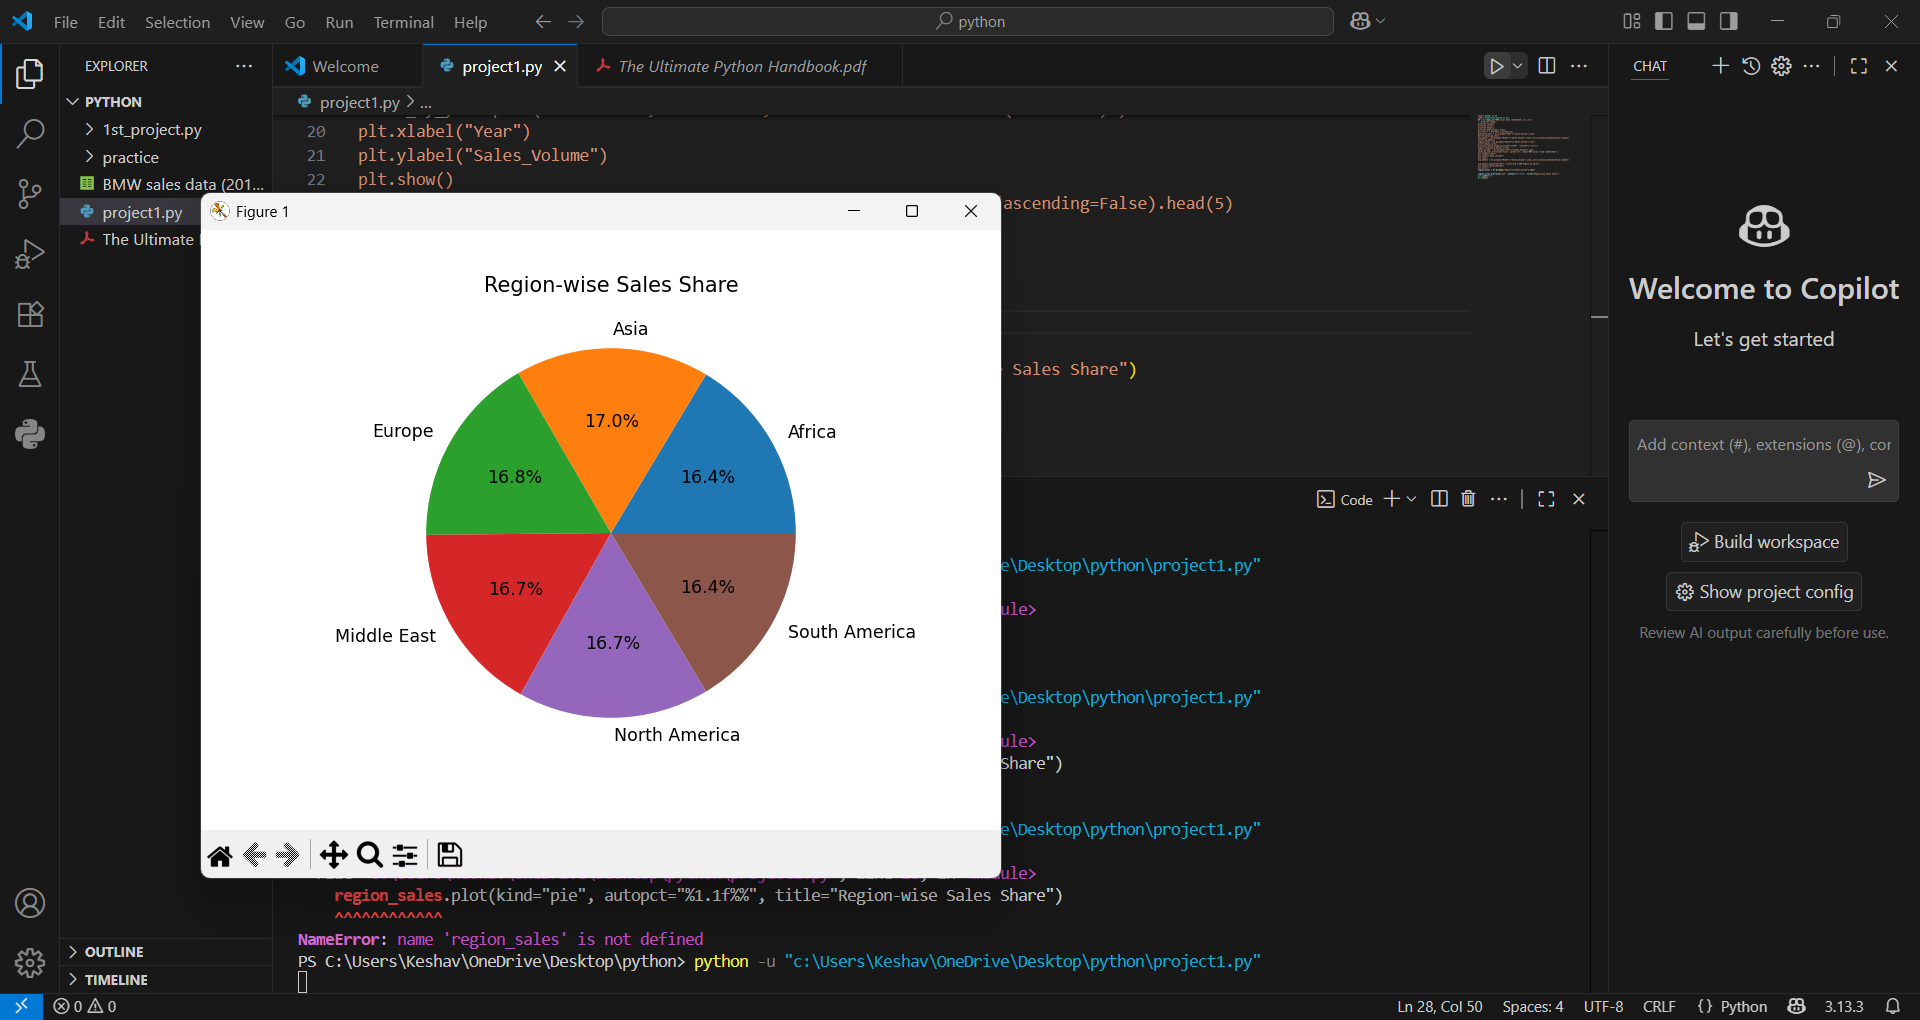 File Edit Selection View Go Run Terminal Help
python
EXPLORER
Welcome
project1.py
The Ultimate Python Handbook.pdf
CHAT
PYTHON
1st_project.py
practice
BMW sales data (201...
project1.py
The Ultimate
project1.py > ...
20 plt.xlabel("Year")
21 plt.ylabel("Sales_Volume")
22 plt.show()
ascending=False).head(5)
Sales Share")
Figure 1
Region-wise Sales Share
Asia
17.0%
Europe
Africa
16.8%
16.4%
16.7%
16.4%
Middle East
South America
16.7%
North America
Code
e\Desktop\python\project1.py"
ule>
e\Desktop\python\project1.py"
ule>
Share")
e\Desktop\python\project1.py"
ule>
region_sales.plot(kind="pie", autopct="%1.1f%%", title="Region-wise Sales Share")
^^^^^^^^^^^^
NameError: name 'region_sales' is not defined
PS C:\Users\Keshav\OneDrive\Desktop\python> python -u "c:\Users\Keshav\OneDrive\Desktop\python\project1.py"
Welcome to Copilot
Let's get started
Add context (#), extensions (@), cor
Build workspace
Show project config
Review AI output carefully before use.
OUTLINE
TIMELINE
0 0
Ln 28, Col 50 Spaces: 4 UTF-8 CRLF {} Python 3.13.3